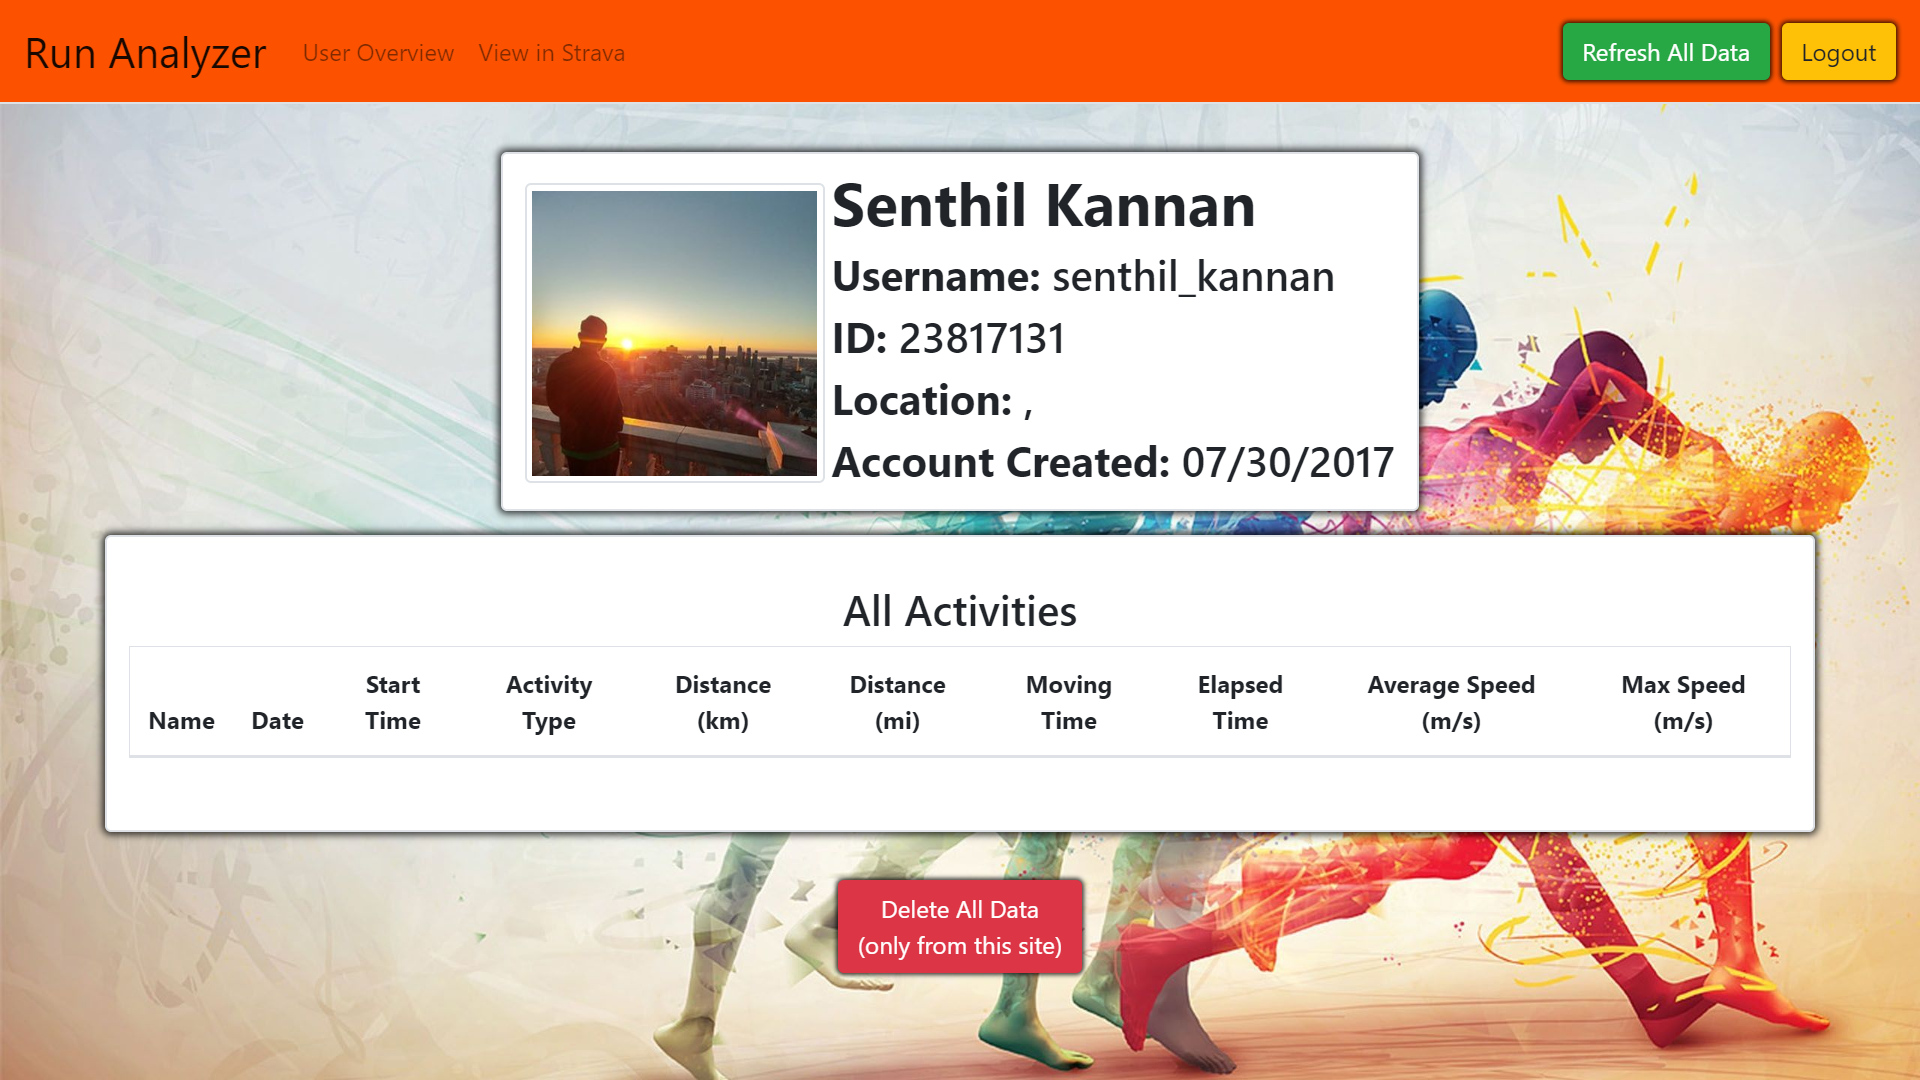 Run Analyzer
User Overview
View in Strava
Refresh All Data
Logout
Senthil Kannan
Username: senthil_kannan
ID: 23817131
Location: ,
Account Created: 07/30/2017
All Activities
Name
Date
Start
Time
Activity
Type
Distance
(km)
Distance
(mi)
Moving
Time
Elapsed
Time
Average Speed
(m/s)
Max Speed
(m/s)
Delete All Data
(only from this site)